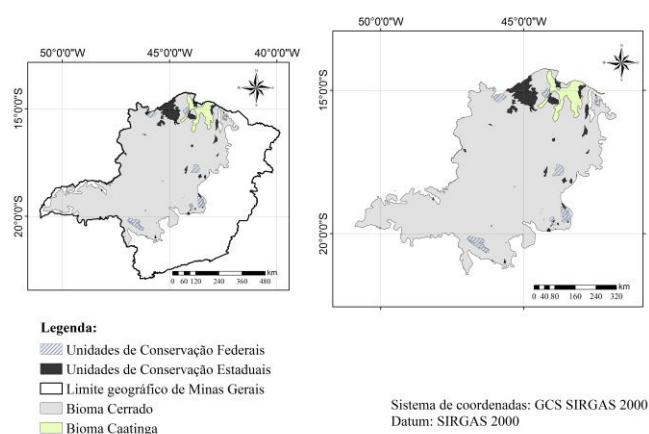 50°0'0"W 45°0'0"W 40°0'0"W
15°0'0"S
20°0'0"S
0 60 120 240 360 480
km
50°0'0"W 45°0'0"W
15°0'0"S
20°0'0"S
0 40 80 160 240 320
km
Legenda:
Unidades de Conservação Federais
Unidades de Conservação Estaduais
Limite geográfico de Minas Gerais
Bioma Cerrado
Bioma Caatinga
Sistema de coordenadas: GCS SIRGAS 2000
Datum: SIRGAS 2000